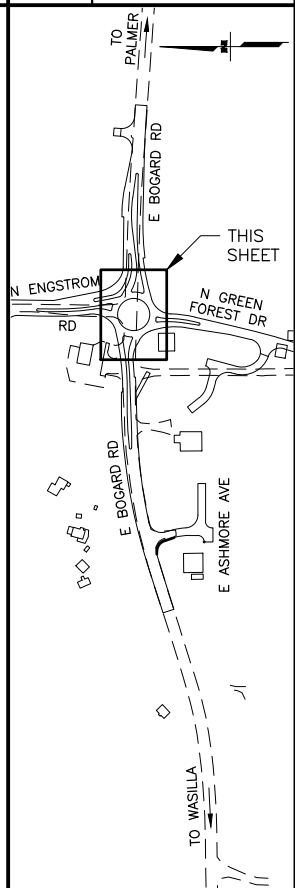 TO
PALMER
E BOGARD RD
THIS
SHEET
N ENGSTROM
RD
N GREEN
FOREST DR
E BOGARD RD
E ASHMORE AVE
TO WASILLA